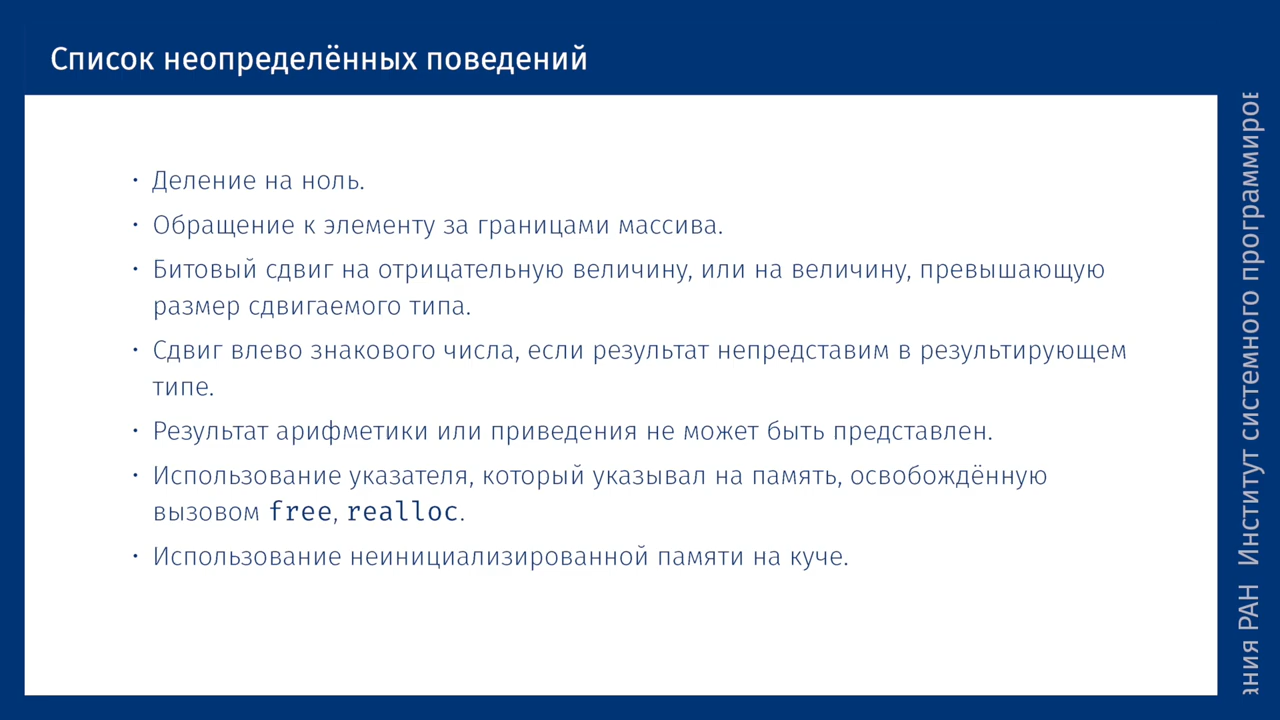 Список неопределённых поведений
· Деление на ноль.
· Обращение к элементу за границами массива.
· Битовый сдвиг на отрицательную величину, или на величину, превышающую
размер сдвигаемого типа.
· Сдвиг влево знакового числа, если результат непредставим в результирующем
типе.
· Результат арифметики или приведения не может быть представлен.
· Использование указателя, который указывал на память, освобождённую
вызовом free, realloc.
· Использование неинициализированной памяти на куче.
ания РАН Институт системного программиров